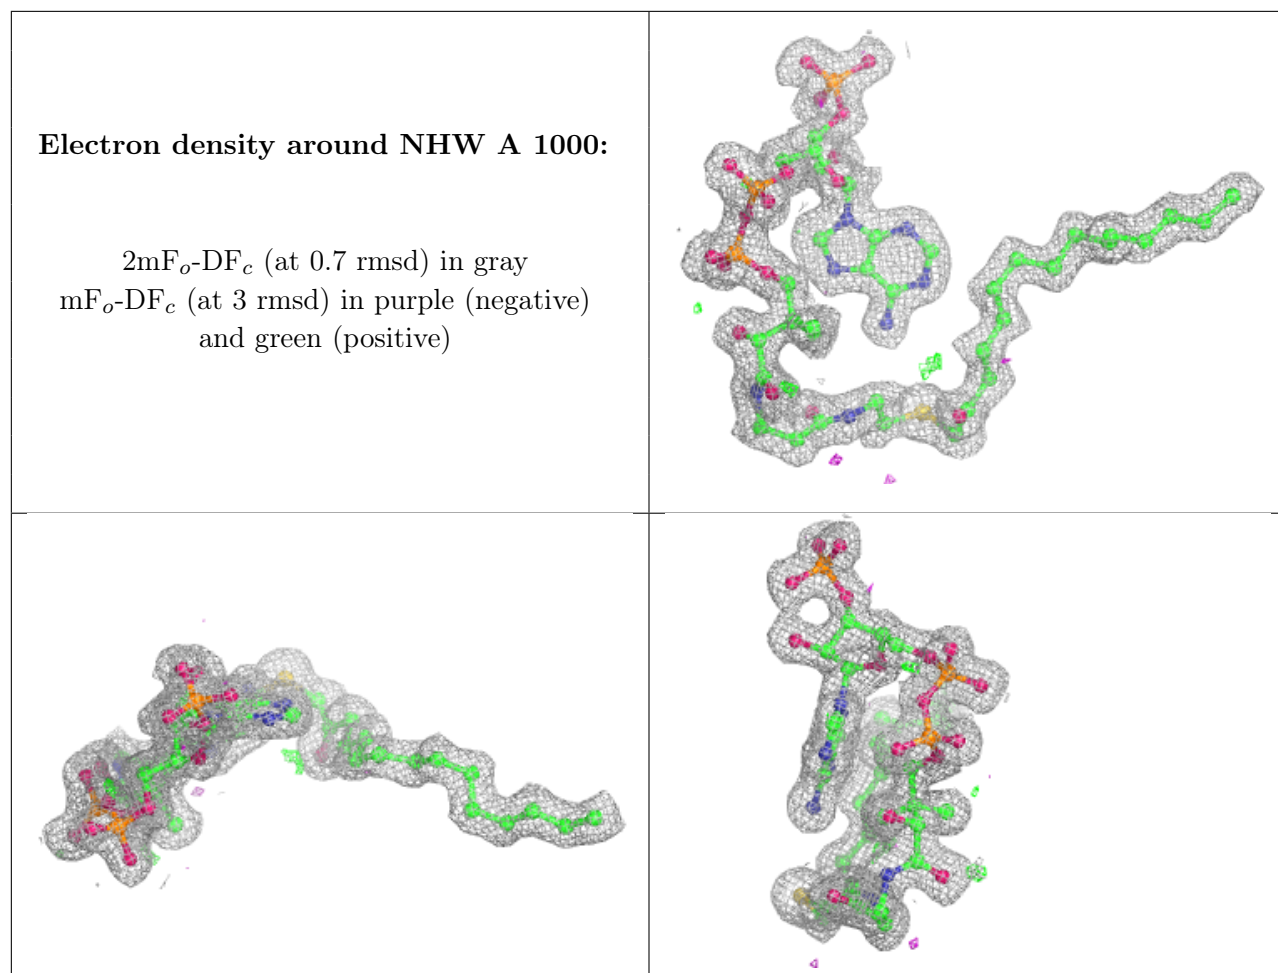 Electron density around NHW A 1000:
2mFo-DFc (at 0.7 rmsd) in gray
mFo-DFc (at 3 rmsd) in purple (negative)
and green (positive)